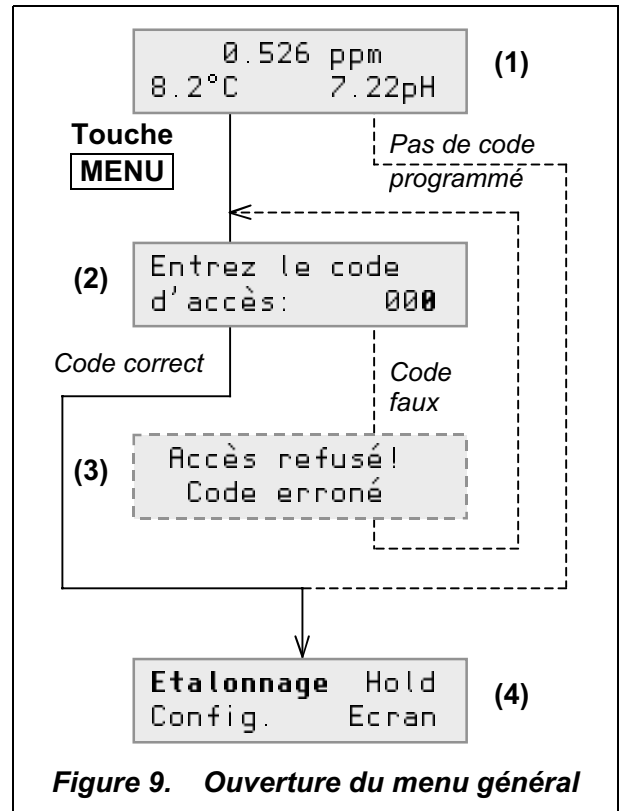 0.526 ppm
8.2°C 7.22pH
(1)
Touche
MENU
Pas de code
programmé
(2)
Entrez le code
d'accès: 000
Code correct
Code
faux
(3)
Accès refusé!
Code erroné
Etalonnage Hold
Config. Ecran
(4)
Figure 9. Ouverture du menu général